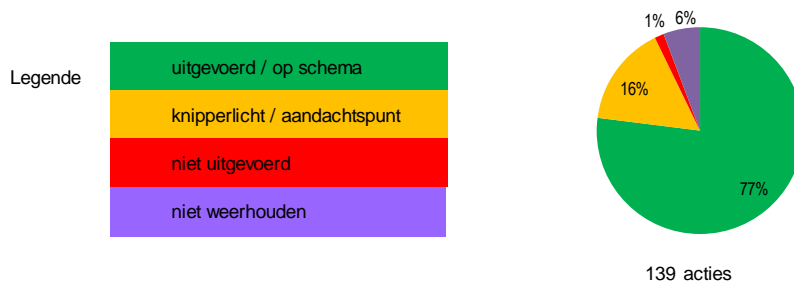 Legende
uitgevoerd / op schema
knipperlicht / aandachtspunt
niet uitgevoerd
niet weerhouden
1%
6%
16%
77%
139 acties